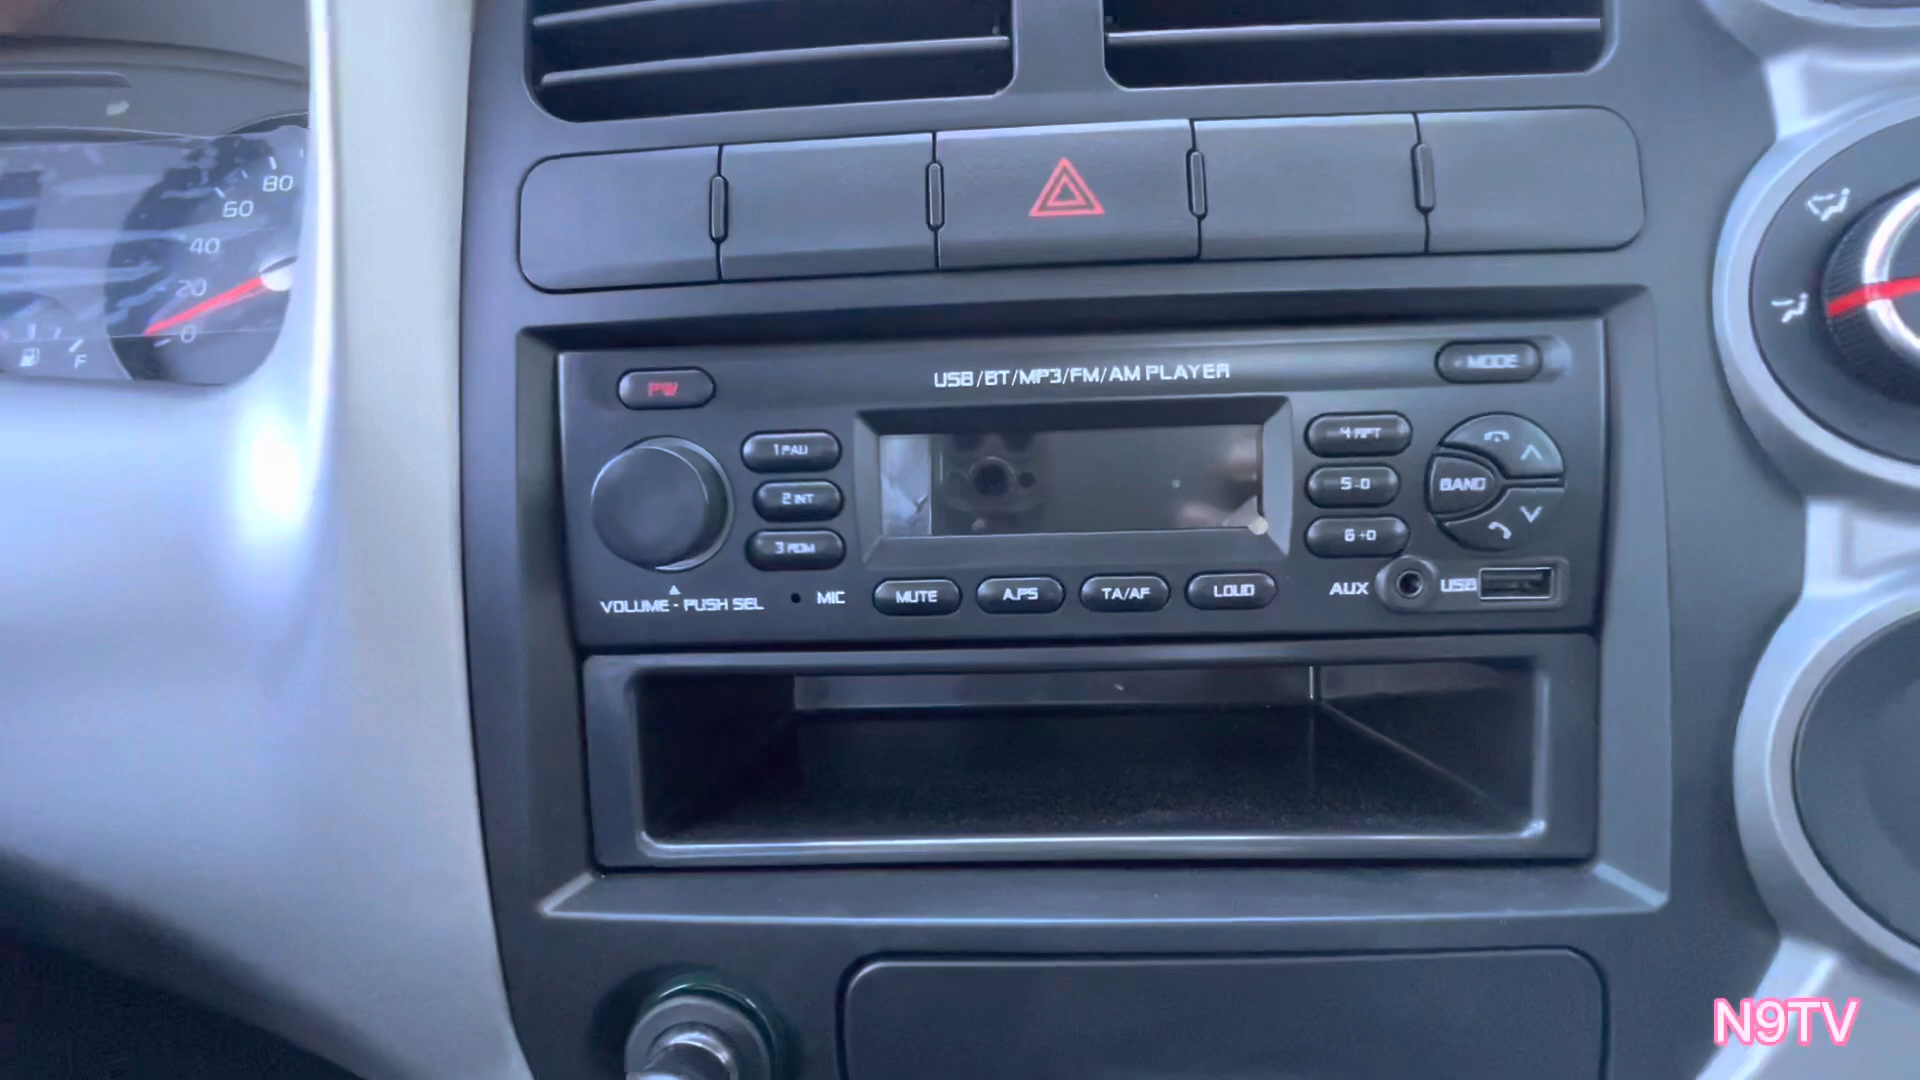 80
60
40
20
0
F
USB/BT/MP3/FM/AM PLAYER
MODE
PW
1 PAU
4 RPT
2 INT
5 -D
BAND
3 RDM
6 +D
VOLUME - PUSH SEL
MIC
MUTE
A.PS
TA/AF
LOUD
AUX
USB
N9TV